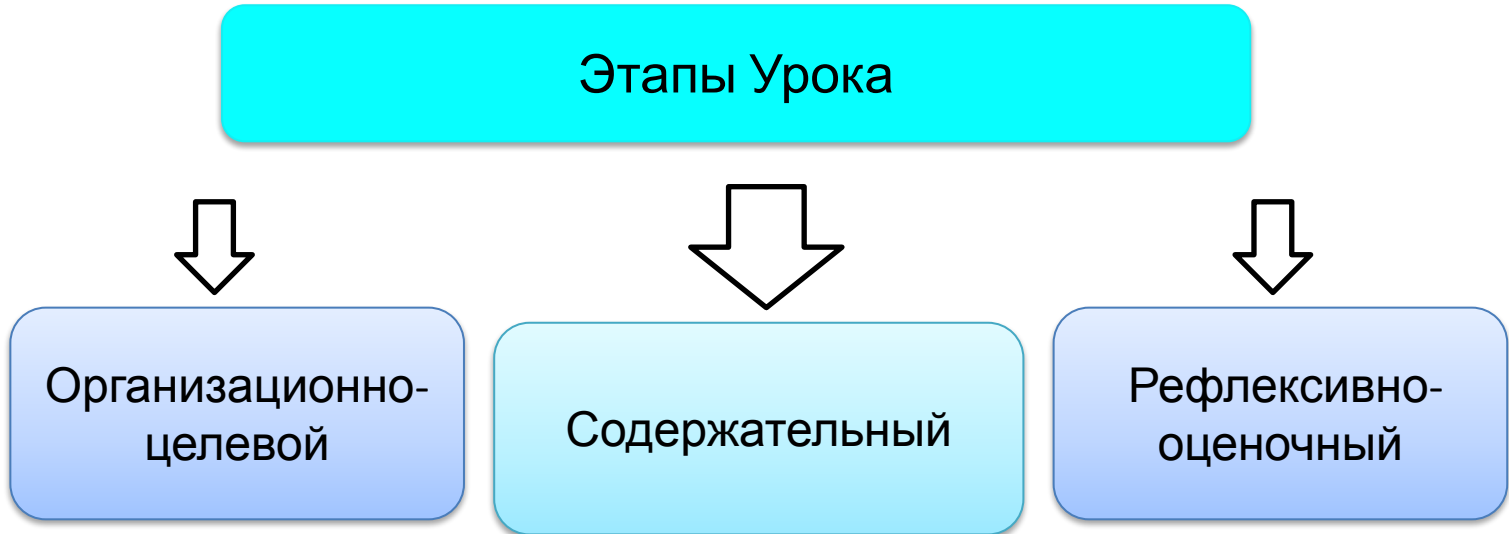 Этапы Урока
Организационно-
целевой
Содержательный
Рефлексивно-
оценочный